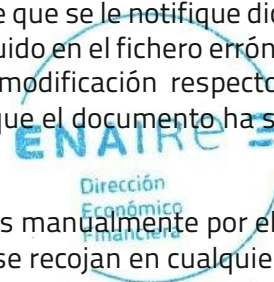 e que se le notifique dic
uido en el fichero errón
modificación respecto
que el documento ha s
ENAIRe
Dirección
Económico
Financiera
s manualmente por el
se recojan en cualquie